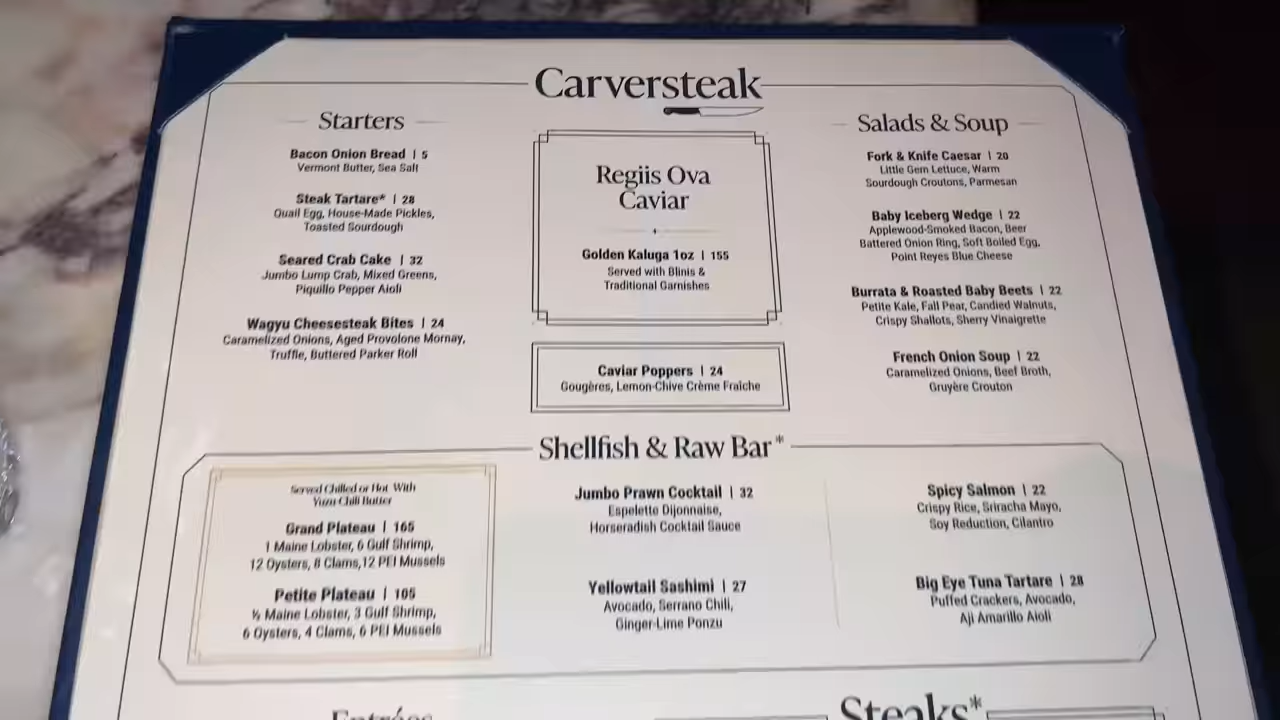 Carversteak
Starters
Bacon Onion Bread | 5
Vermont Butter, Sea Salt
Steak Tartare* | 28
Quail Egg, House-Made Pickles,
Toasted Sourdough
Seared Crab Cake | 32
Jumbo Lump Crab, Mixed Greens,
Piquillo Pepper Aioli
Wagyu Cheesesteak Bites | 24
Caramelized Onions, Aged Provolone Mornay,
Truffle, Buttered Parker Roll
Regiis Ova
Caviar
Golden Kaluga 1oz | 155
Served with Blinis &
Traditional Garnishes
Caviar Poppers | 24
Gougères, Lemon-Chive Crème Fraîche
Salads & Soup
Fork & Knife Caesar | 20
Little Gem Lettuce, Warm
Sourdough Croutons, Parmesan
Baby Iceberg Wedge | 22
Applewood-Smoked Bacon, Beer
Battered Onion Ring, Soft Boiled Egg,
Point Reyes Blue Cheese
Burrata & Roasted Baby Beets | 22
Petite Kale, Fall Pear, Candied Walnuts,
Crispy Shallots, Sherry Vinaigrette
French Onion Soup | 22
Caramelized Onions, Beef Broth,
Gruyère Crouton
Shellfish & Raw Bar*
Served Chilled or Hot With
Yuzu Chili Butter
Grand Plateau | 165
1 Maine Lobster, 6 Gulf Shrimp,
12 Oysters, 8 Clams,12 PEI Mussels
Petite Plateau | 105
½ Maine Lobster, 3 Gulf Shrimp,
6 Oysters, 4 Clams, 6 PEI Mussels
Jumbo Prawn Cocktail | 32
Espelette Dijonnaise,
Horseradish Cocktail Sauce
Yellowtail Sashimi | 27
Avocado, Serrano Chili,
Ginger-Lime Ponzu
Spicy Salmon | 22
Crispy Rice, Sriracha Mayo,
Soy Reduction, Cilantro
Big Eye Tuna Tartare | 28
Puffed Crackers, Avocado,
Aji Amarillo Aioli
Entrées
Steaks*